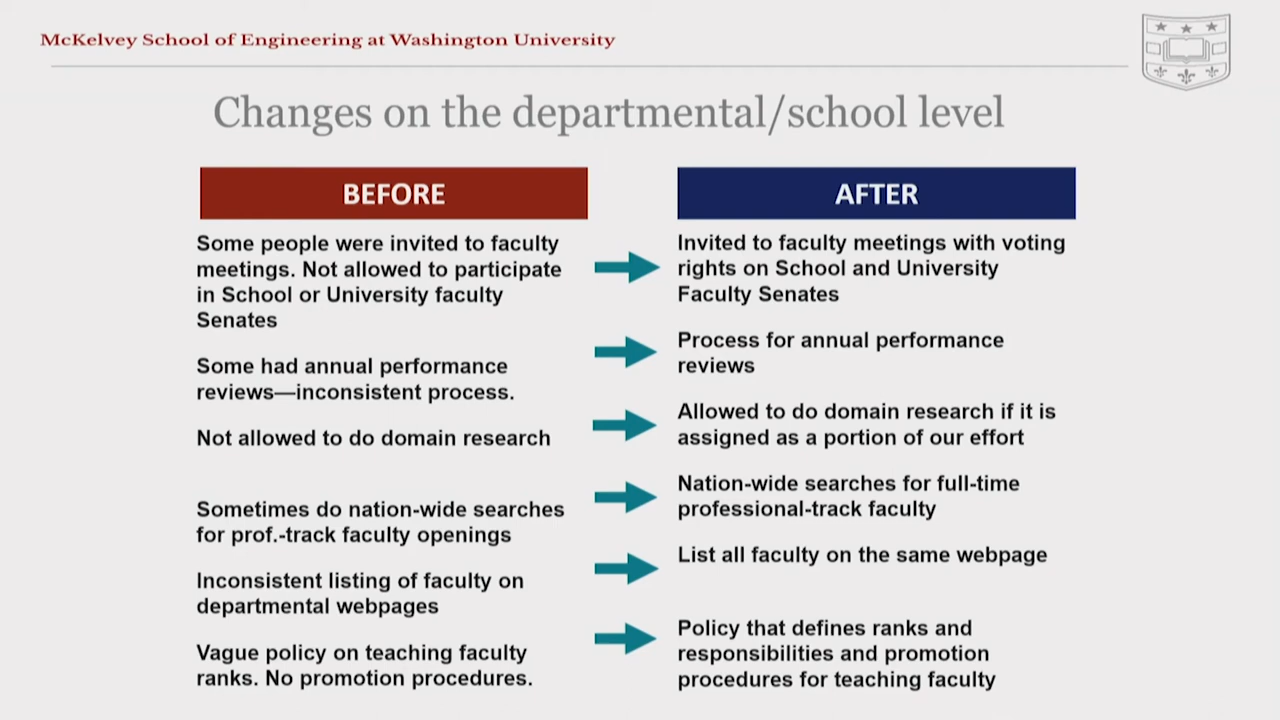 McKelvey School of Engineering at Washington University
Changes on the departmental/school level
BEFORE
Some people were invited to faculty
meetings. Not allowed to participate
in School or University faculty
Senates
Some had annual performance
reviews—inconsistent process.
Not allowed to do domain research
Sometimes do nation-wide searches
for prof.-track faculty openings
Inconsistent listing of faculty on
departmental webpages
Vague policy on teaching faculty
ranks. No promotion procedures.
AFTER
Invited to faculty meetings with voting
rights on School and University
Faculty Senates
Process for annual performance
reviews
Allowed to do domain research if it is
assigned as a portion of our effort
Nation-wide searches for full-time
professional-track faculty
List all faculty on the same webpage
Policy that defines ranks and
responsibilities and promotion
procedures for teaching faculty